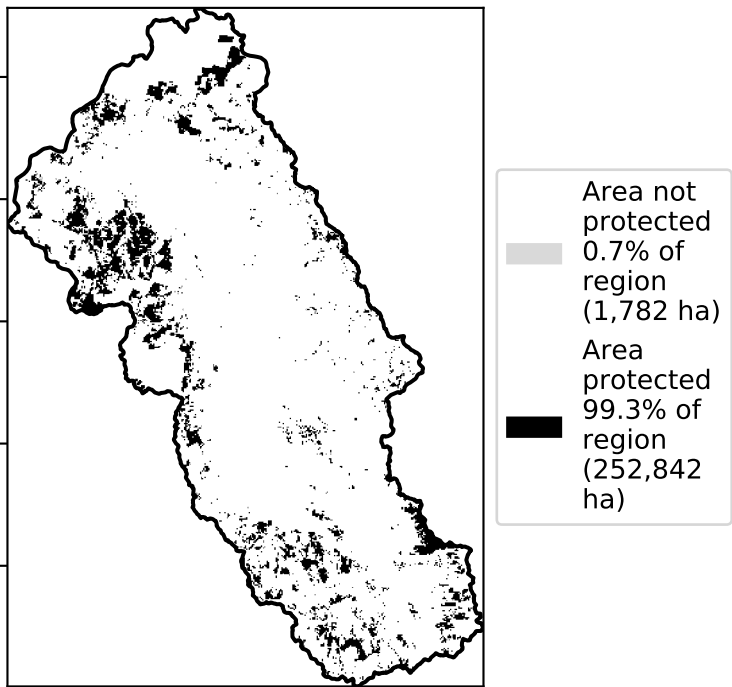 Area not
protected
0.7% of
region
(1,782 ha)
Area
protected
99.3% of
region
(252,842
ha)